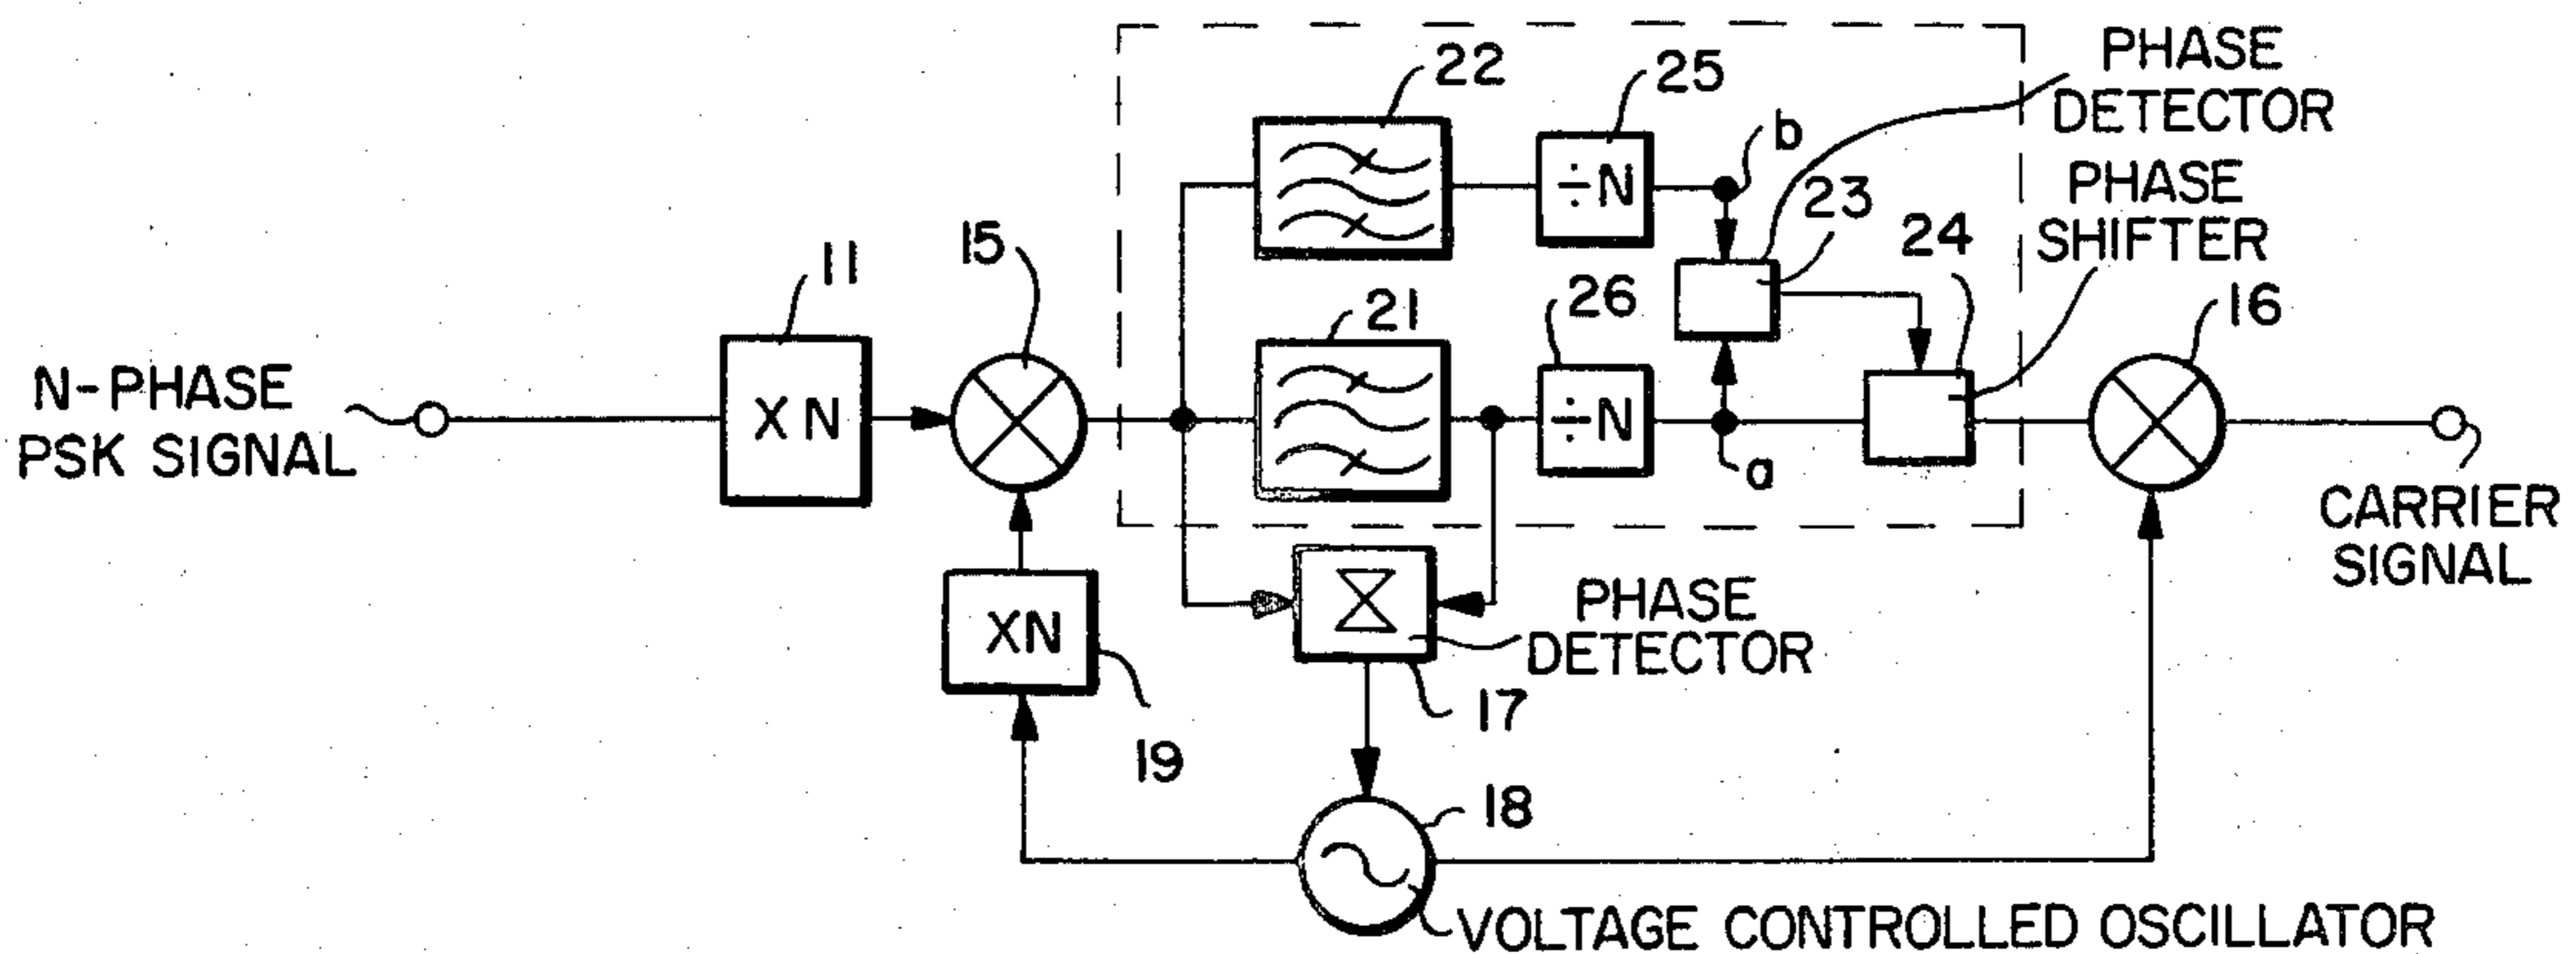 PHASE
DETECTOR
22
25
b
PHASE
SHIFTER
23
24
÷N
15
11
21
26
16
N-PHASE
PSK SIGNAL
XN
÷N
a
CARRIER
SIGNAL
XN
PHASE
DETECTOR
17
19
18
VOLTAGE CONTROLLED OSCILLATOR